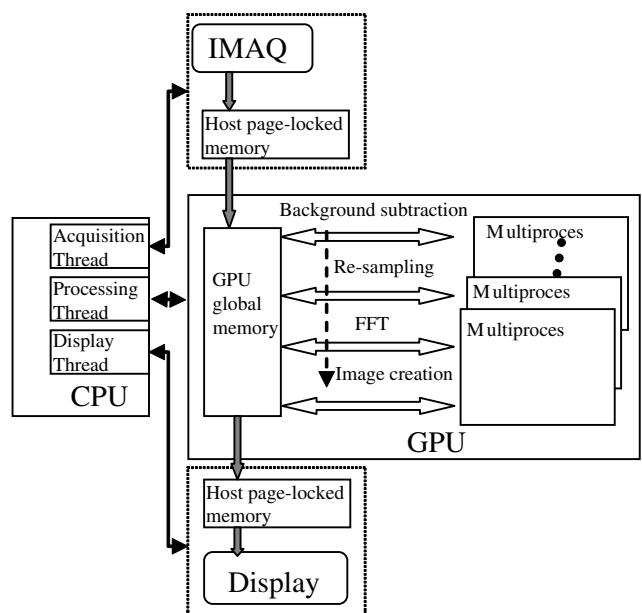 IMAQ
Host page-locked
memory
Acquisition
Thread
Processing
Thread
Display
Thread
CPU
GPU
global
memory
Background subtraction
Re-sampling
FFT
Image creation
Multiproces
Multiproces
Multiproces
GPU
Host page-locked
memory
Display